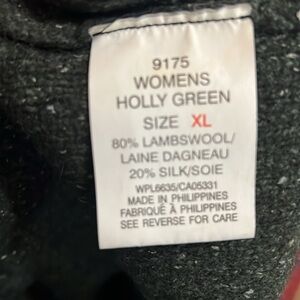 9175
WOMENS
HOLLY GREEN
SIZE XL
80% LAMBSWOOL/
LAINE DAGNEAU
20% SILK/SOIE
WPL6635/CA05331
MADE IN PHILIPPINES
FABRIQUÉ À PHILIPPINES
SEE REVERSE FOR CARE